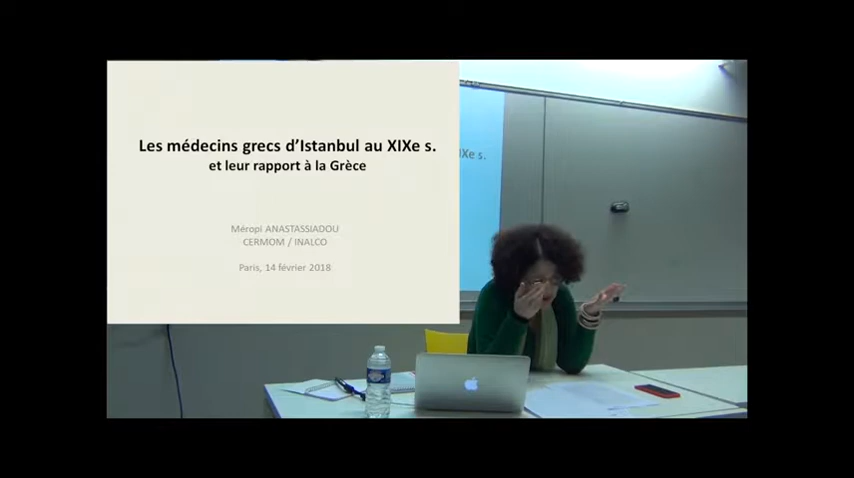 Les médecins grecs d'Istanbul au XIXe s.
et leur rapport à la Grèce
Méropi ANASTASSIADOU
CERMOM / INALCO
Paris, 14 février 2018
XIXe s.